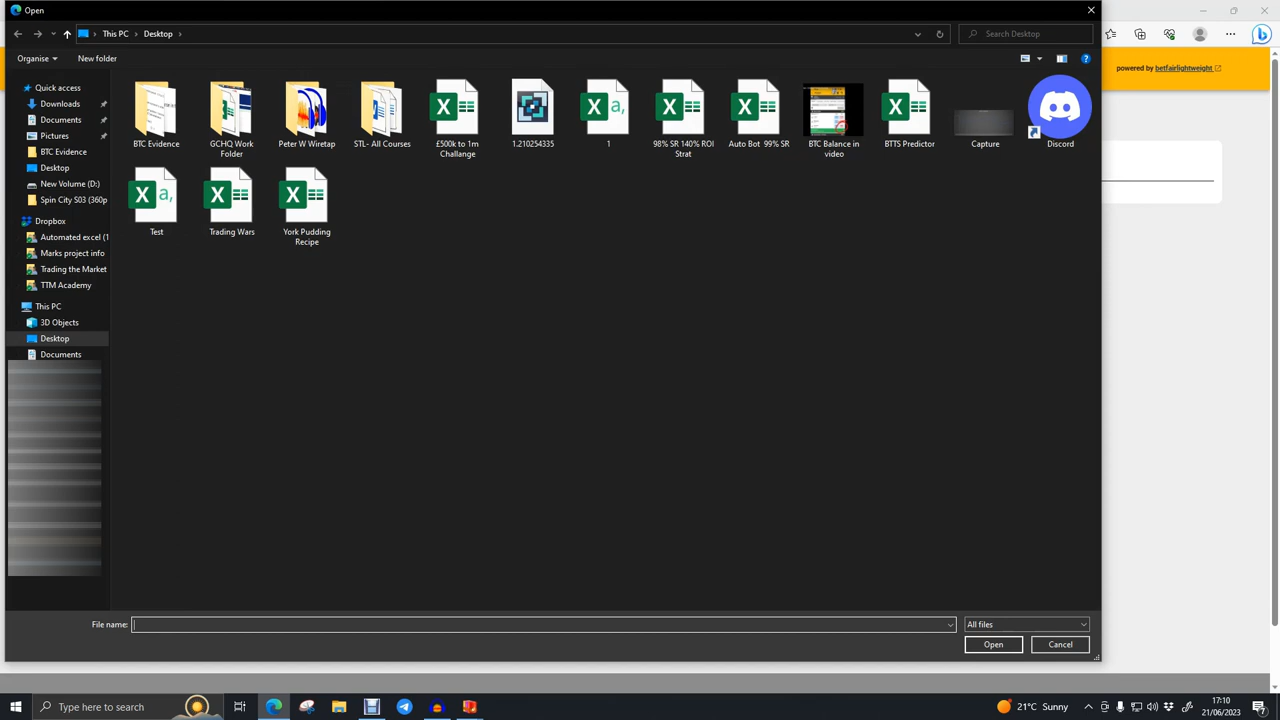 Open
This PC
Desktop
Search Desktop
Organise
New folder
powered by betfairlightweight
Quick access
Downloads
Documents
Pictures
BTC Evidence
Desktop
New Volume (D:)
Spin City S03 (360p
Dropbox
Automated excel (1
Marks project info
Trading the Market
TTM Academy
This PC
3D Objects
Desktop
Documents
BTC Evidence
GCHQ Work
Folder
Peter W Wiretap
STL- All Courses
£500k to 1m
Challange
1.210254335
1
98% SR 140% ROI
Strat
Auto Bot 99% SR
BTC Balance in
video
BTTS Predictor
Capture
Discord
Test
Trading Wars
York Pudding
Recipe
File name:
All files
Open
Cancel
Type here to search
21°C Sunny
17:10
21/06/2023
7